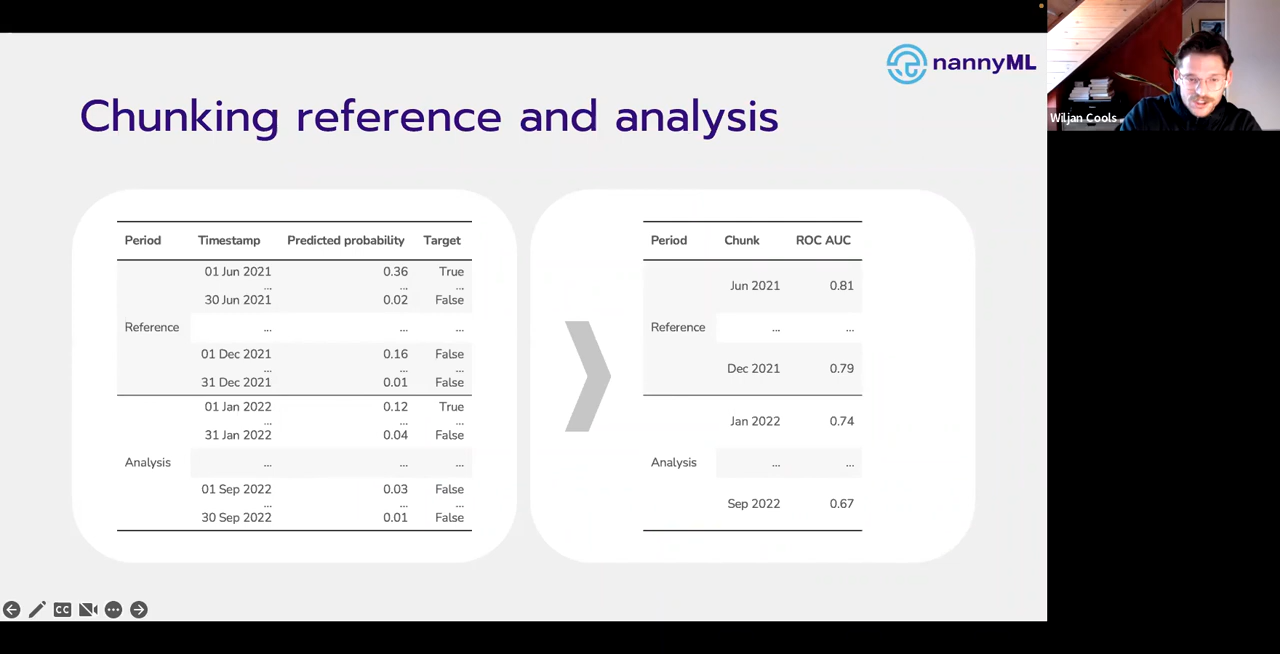 nannyML
Wiljan Cools
Chunking reference and analysis
Period Timestamp Predicted probability Target
01 Jun 2021 0.36 True
... ... ...
30 Jun 2021 0.02 False
Reference ... ... ...
01 Dec 2021 0.16 False
... ... ...
31 Dec 2021 0.01 False
01 Jan 2022 0.12 True
... ... ...
31 Jan 2022 0.04 False
Analysis ... ... ...
01 Sep 2022 0.03 False
... ... ...
30 Sep 2022 0.01 False
Period Chunk ROC AUC
Jun 2021 0.81
Reference ... ...
Dec 2021 0.79
Jan 2022 0.74
Analysis ... ...
Sep 2022 0.67
CC